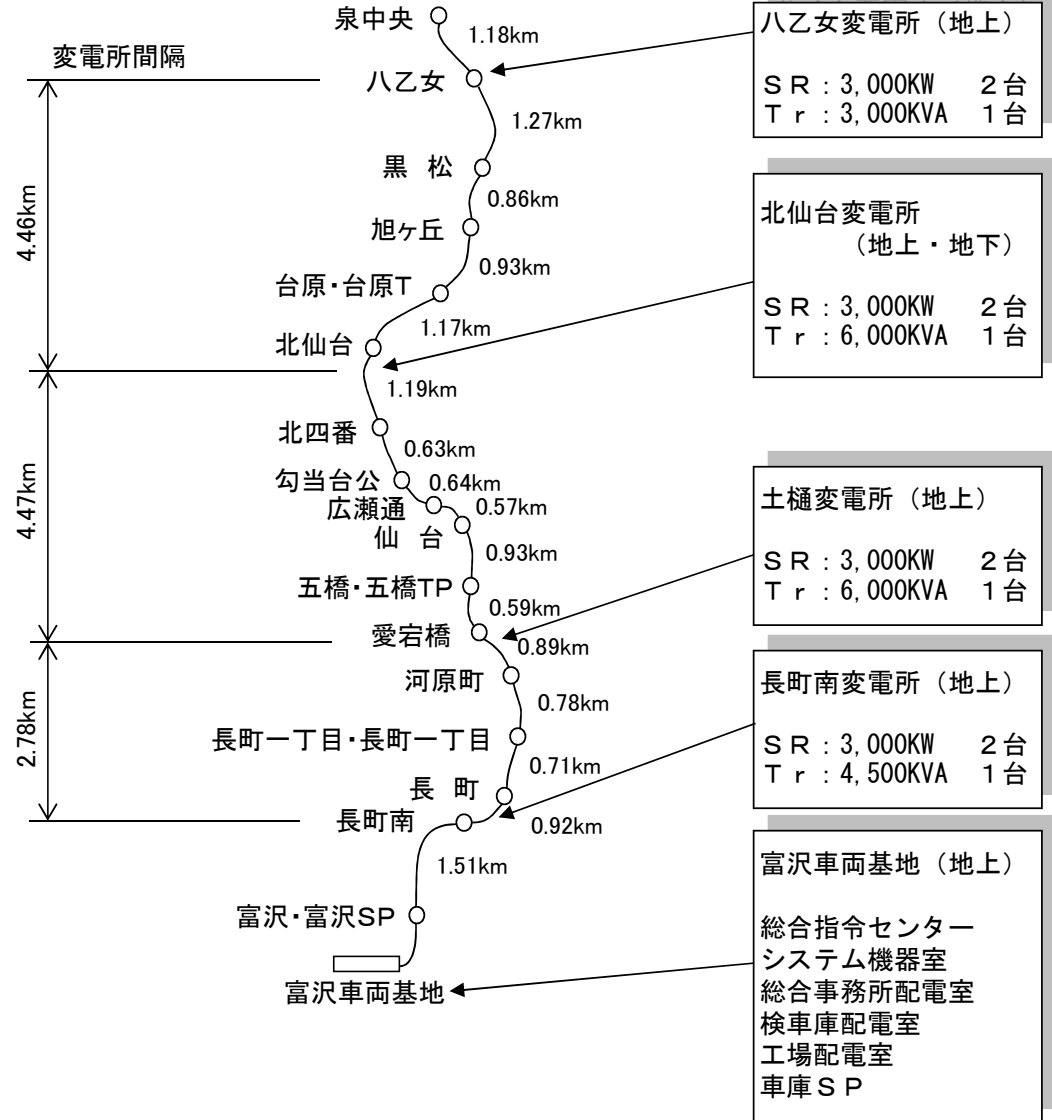 泉中央
1.18km
変電所間隔
八乙女
1.27km
黒 松
0.86km
旭ヶ丘
0.93km
台原・台原T
1.17km
北仙台
1.19km
北四番
0.63km
勾当台公
0.64km
広瀬通
0.57km
仙 台
0.93km
五橋・五橋TP
0.59km
愛宕橋
0.89km
河原町
0.78km
長町一丁目・長町一丁目
0.71km
長 町
0.92km
長町南
1.51km
富沢・富沢SP
富沢車両基地
4.46km
4.47km
2.78km
八乙女変電所（地上）
ＳＲ：3,000KW 2台
Ｔｒ：3,000KVA 1台
北仙台変電所
（地上・地下）
ＳＲ：3,000KW 2台
Ｔｒ：6,000KVA 1台
土樋変電所（地上）
ＳＲ：3,000KW 2台
Ｔｒ：6,000KVA 1台
長町南変電所（地上）
ＳＲ：3,000KW 2台
Ｔｒ：4,500KVA 1台
富沢車両基地（地上）
総合指令センター
システム機器室
総合事務所配電室
検車庫配電室
工場配電室
車庫ＳＰ